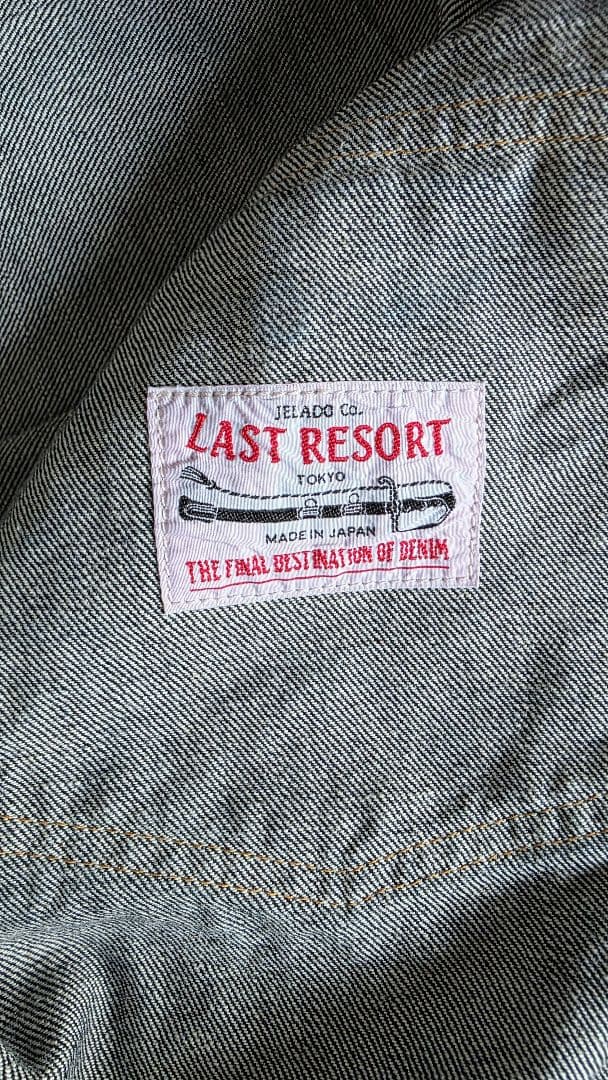 JELADO Co.
LAST RESORT
TOKYO
MADE IN JAPAN
THE FINAL DESTINATION OF DENIM